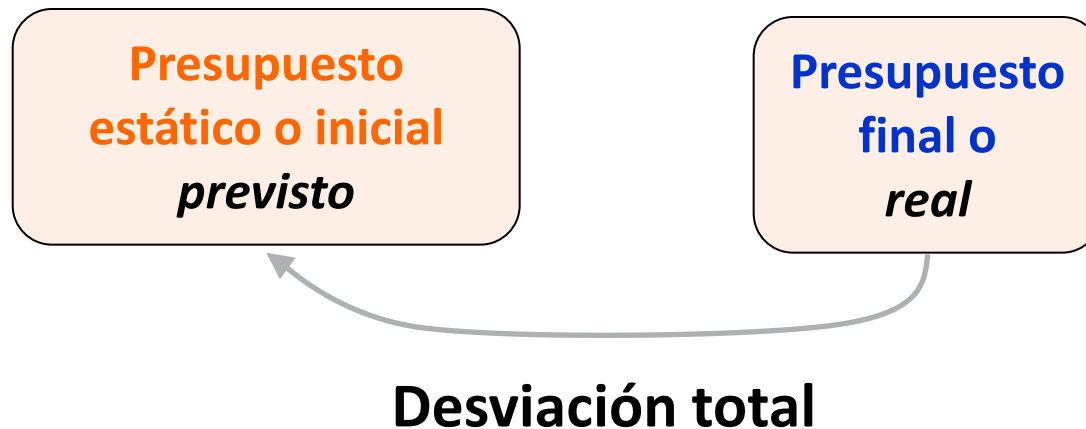 Presupuesto
estático o inicial
previsto
Presupuesto
final o
real
Desviación total